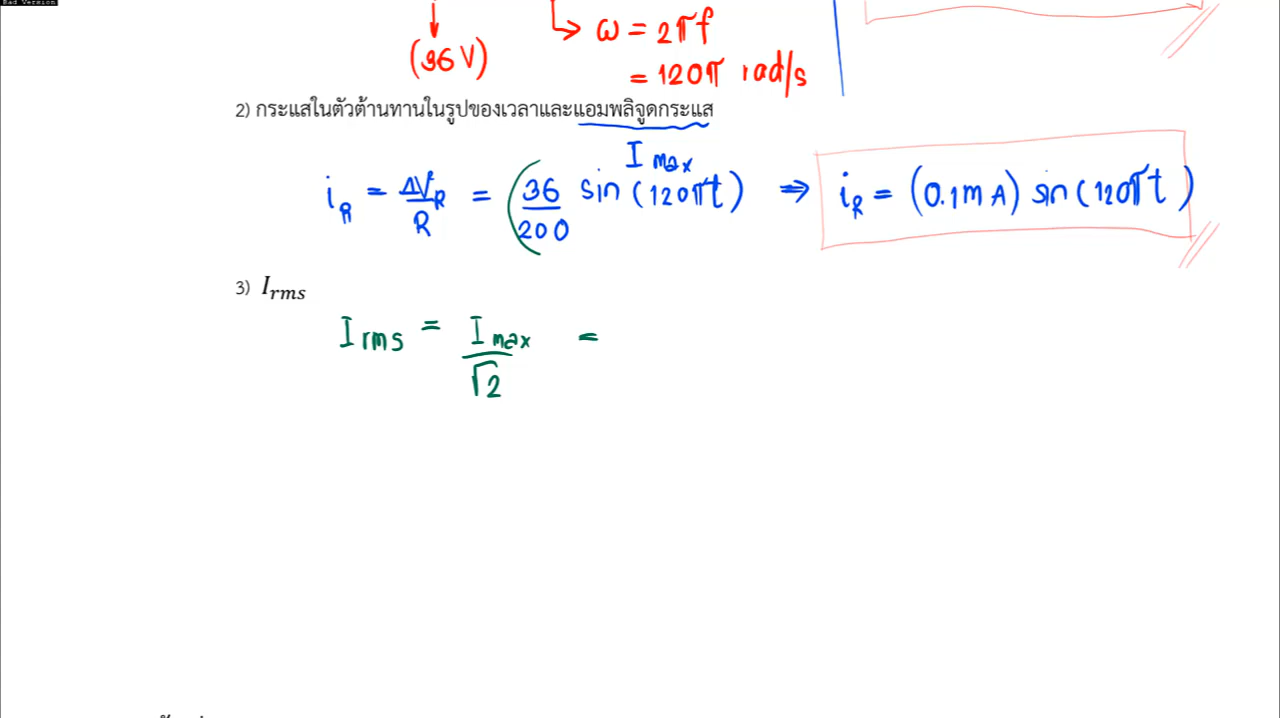 Bad Version
(36 V)
ω = 2πf
= 120π rad/s
2) กระแสในตัวต้านทานในรูปของเวลาและแอมพลิจูดกระแส
I max
i_R = ΔV_R/R = (36/200 sin (120πt) ⇒ i_R = (0.1m A) sin (120πt)
3) I_rms
I rms = I max/√2 =